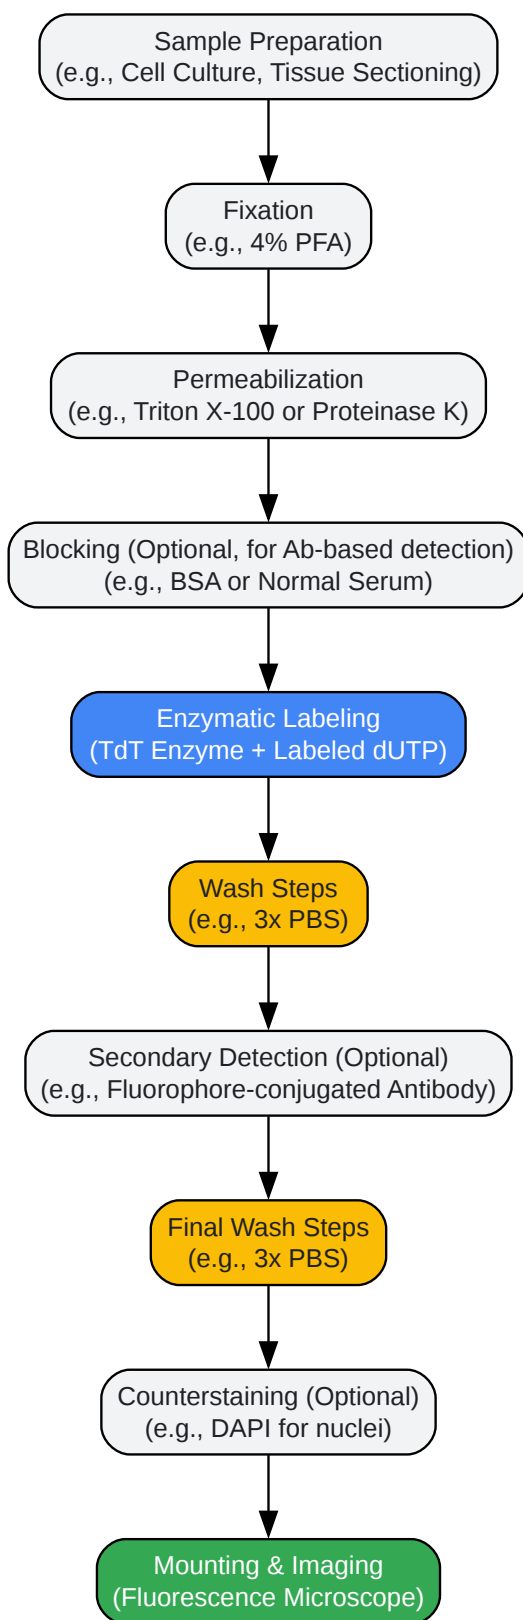 Sample Preparation
(e.g., Cell Culture, Tissue Sectioning)
Fixation
(e.g., 4% PFA)
Permeabilization
(e.g., Triton X-100 or Proteinase K)
Blocking (Optional, for Ab-based detection)
(e.g., BSA or Normal Serum)
Enzymatic Labeling
(TdT Enzyme + Labeled dUTP)
Wash Steps
(e.g., 3x PBS)
Secondary Detection (Optional)
(e.g., Fluorophore-conjugated Antibody)
Final Wash Steps
(e.g., 3x PBS)
Counterstaining (Optional)
(e.g., DAPI for nuclei)
Mounting & Imaging
(Fluorescence Microscope)